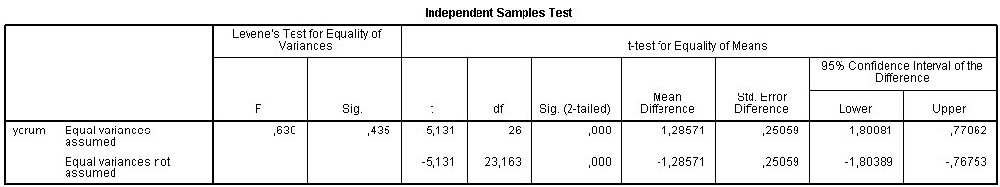 Independent Samples Test
Levene's Test for Equality of
Variances
t-test for Equality of Means
F
Sig.
t
df
Sig. (2-tailed)
Mean
Difference
Std. Error
Difference
95% Confidence Interval of the
Difference
Lower
Upper
yorum
Equal variances
assumed
,630
,435
-5,131
26
,000
-1,28571
,25059
-1,80081
-,77062
Equal variances not
assumed
-5,131
23,163
,000
-1,28571
,25059
-1,80389
-,76753